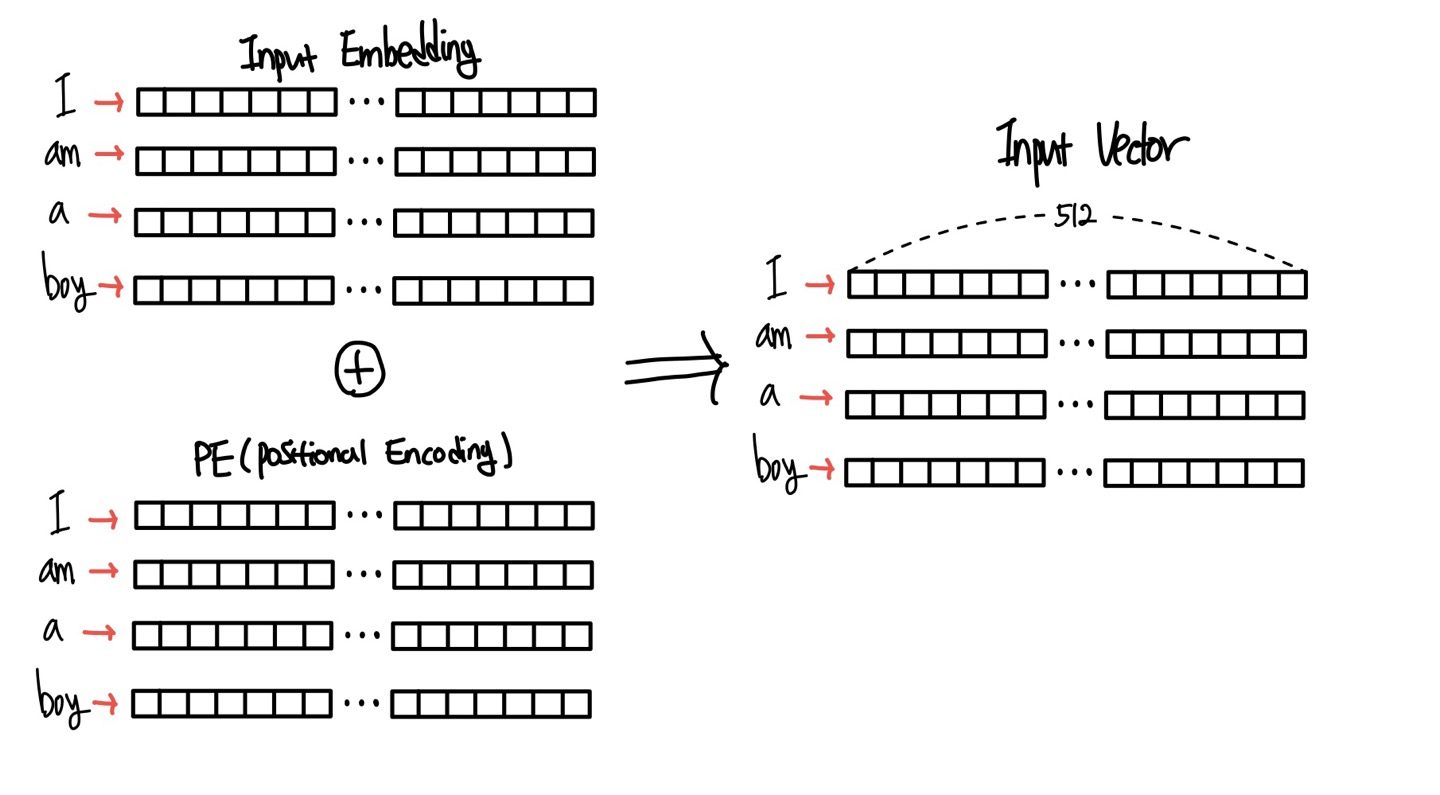 Input Embedding
I → ...
am → ...
a → ...
boy → ...
⊕
PE(positional Encoding)
I → ...
am → ...
a → ...
boy → ...
⇒
Input Vector
512
I → ...
am → ...
a → ...
boy → ...